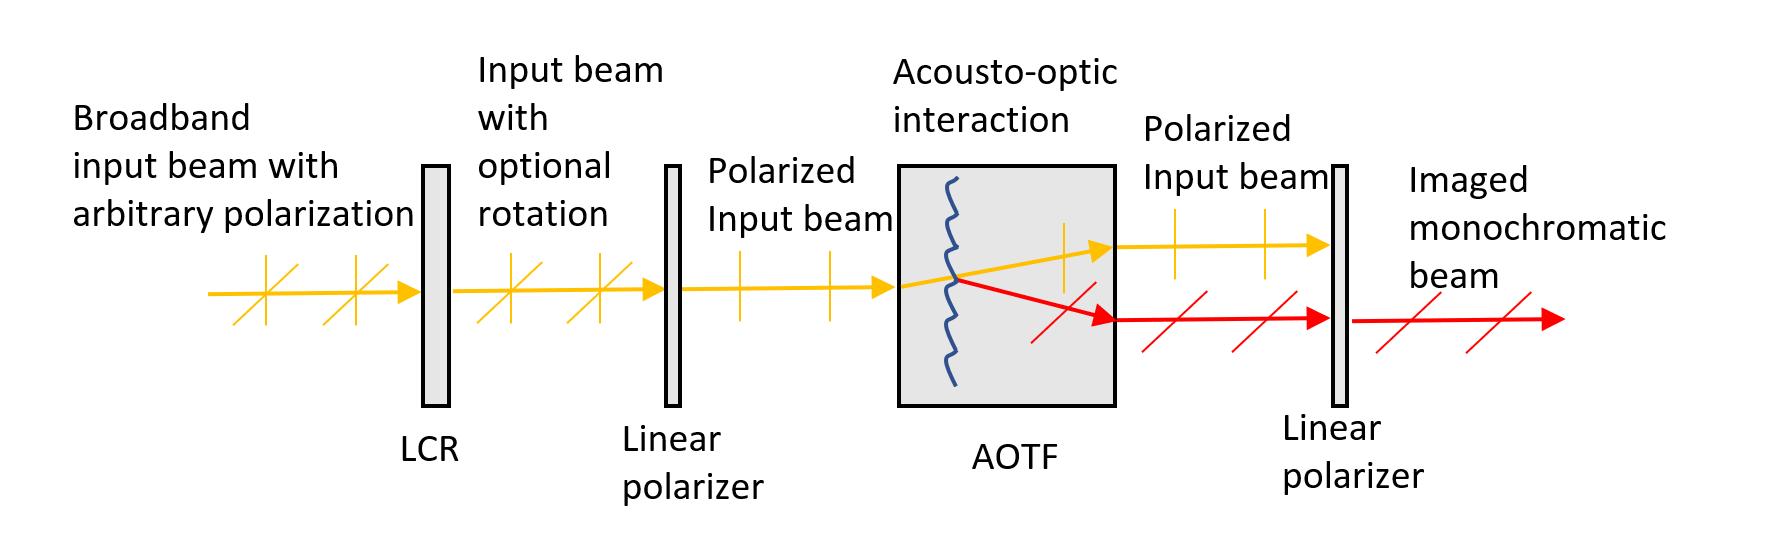 Broadband
input beam with
arbitrary polarization
LCR
Input beam
with
optional
rotation
Linear
polarizer
Polarized
Input beam
Acousto-optic
interaction
AOTF
Polarized
Input beam
Linear
polarizer
Imaged
monochromatic
beam